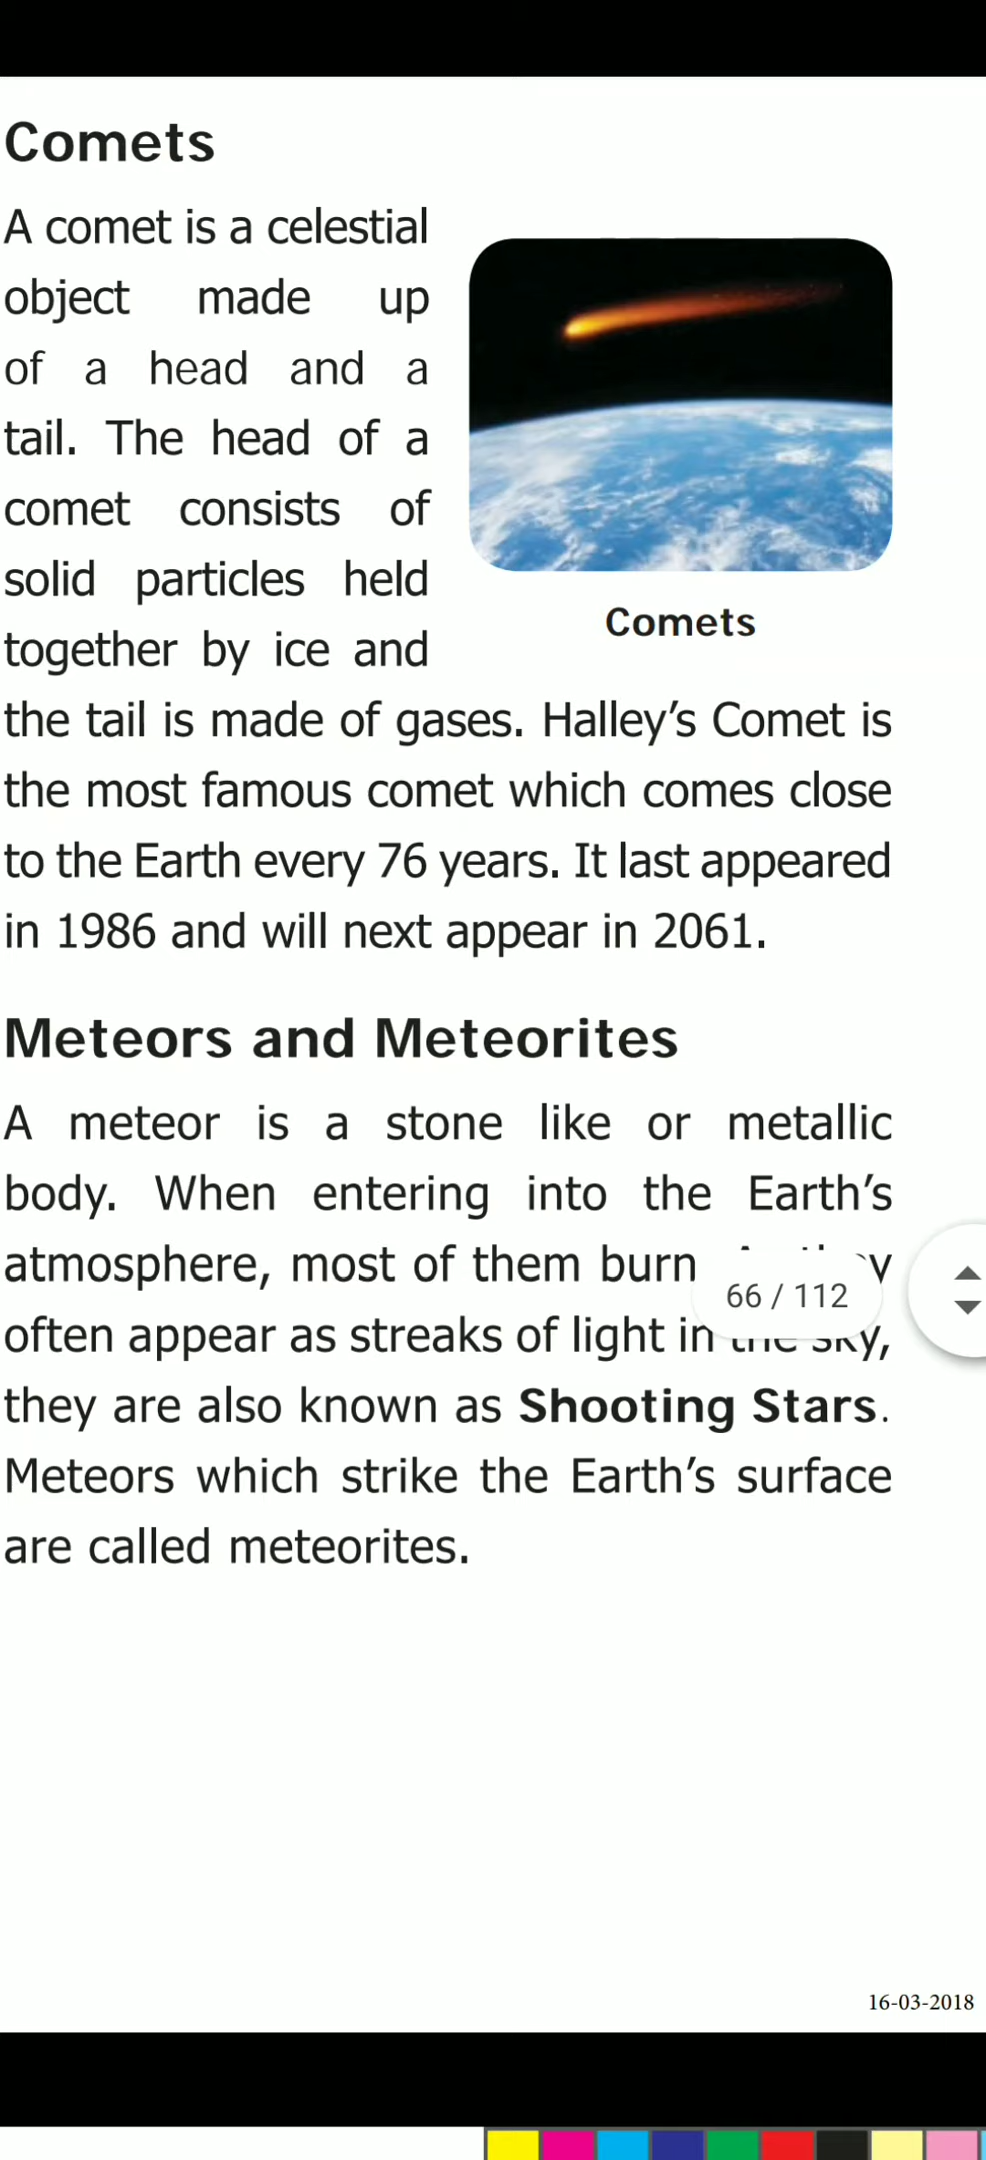 Comets
A comet is a celestial
object made up
of a head and a
tail. The head of a
comet consists of
solid particles held
together by ice and
Comets
the tail is made of gases. Halley’s Comet is
the most famous comet which comes close
to the Earth every 76 years. It last appeared
in 1986 and will next appear in 2061.
Meteors and Meteorites
A meteor is a stone like or metallic
body. When entering into the Earth’s
atmosphere, most of them burn.
66 / 112
often appear as streaks of light in the sky,
they are also known as Shooting Stars.
Meteors which strike the Earth’s surface
are called meteorites.
16-03-2018